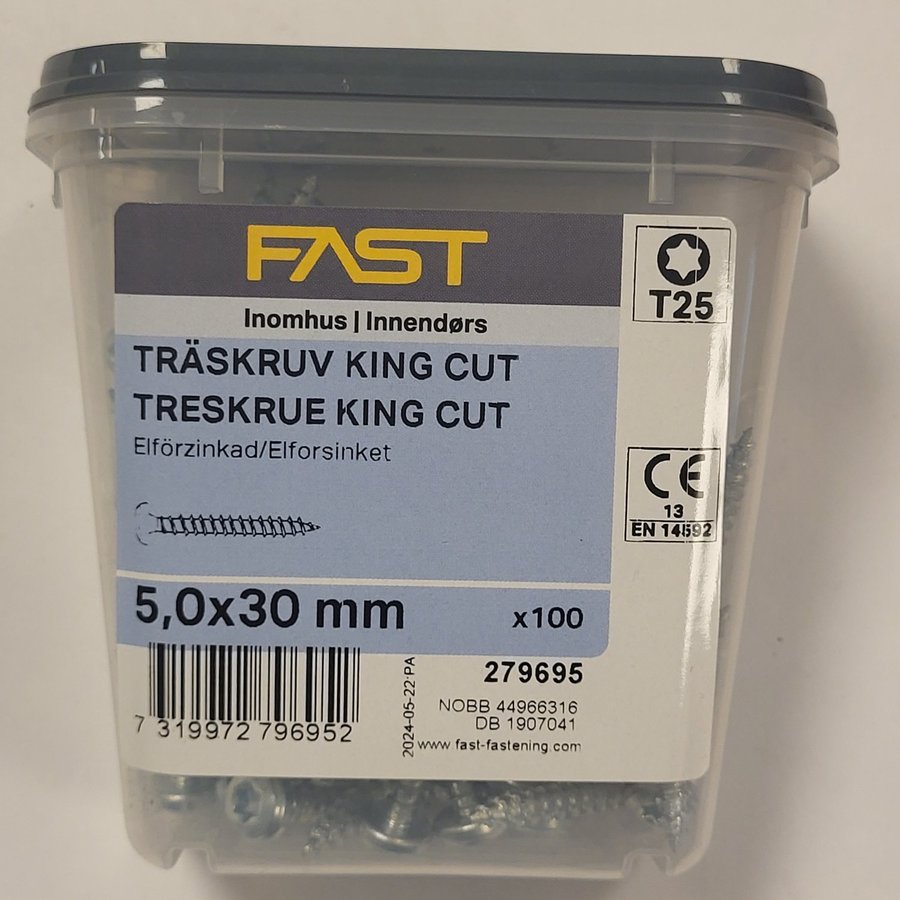 FAST
Inomhus | Innendørs
TRÄSKRUV KING CUT
TRESKRUE KING CUT
Elförzinkad/Elforsinket
5,0x30 mm
x100
T25
CE
13
EN 14592
279695
NOBB 44966316
DB 1907041
www.fast-fastening.com
7 319972 796952
2024-05-22 PA